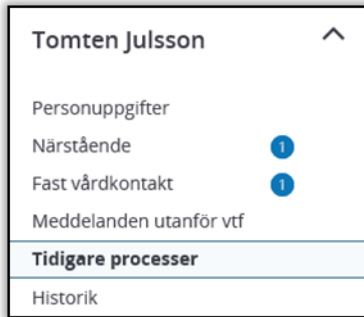 Tomten Julsson
Personuppgifter
Närstående 1
Fast vårdkontakt 1
Meddelanden utanför vtf
Tidigare processer
Historik